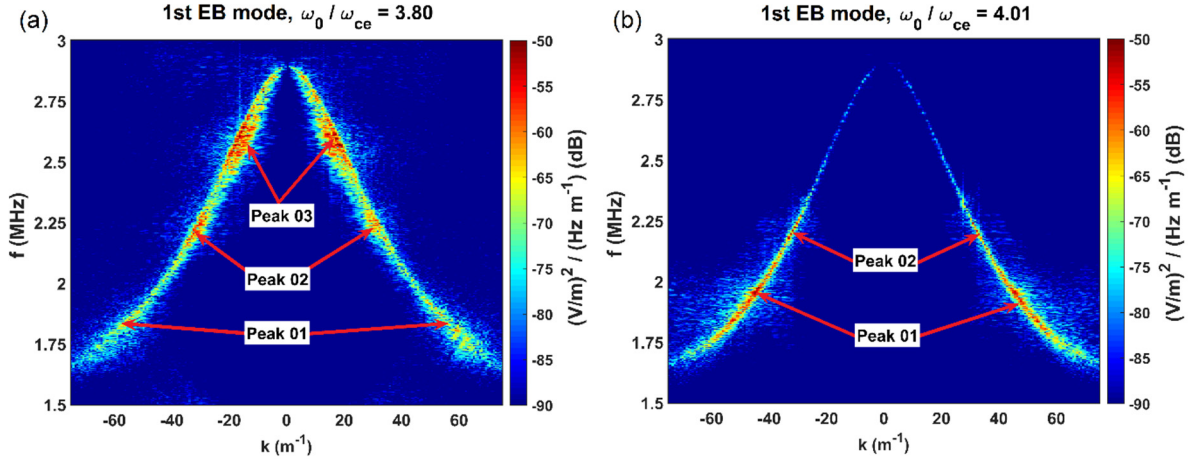 (a)
1st EB mode, ω0 / ωce = 3.80
3
2.75
2.5
2.25
2
1.75
1.5
f (MHz)
-60 -40 -20 0 20 40 60
k (m-1)
Peak 03
Peak 02
Peak 01
-50
-55
-60
-65
-70
-75
-80
-85
-90
(V/m)2 / (Hz m-1) (dB)
(b)
1st EB mode, ω0 / ωce = 4.01
3
2.75
2.5
2.25
2
1.75
1.5
f (MHz)
-60 -40 -20 0 20 40 60
k (m-1)
Peak 02
Peak 01
-50
-55
-60
-65
-70
-75
-80
-85
-90
(V/m)2 / (Hz m-1) (dB)